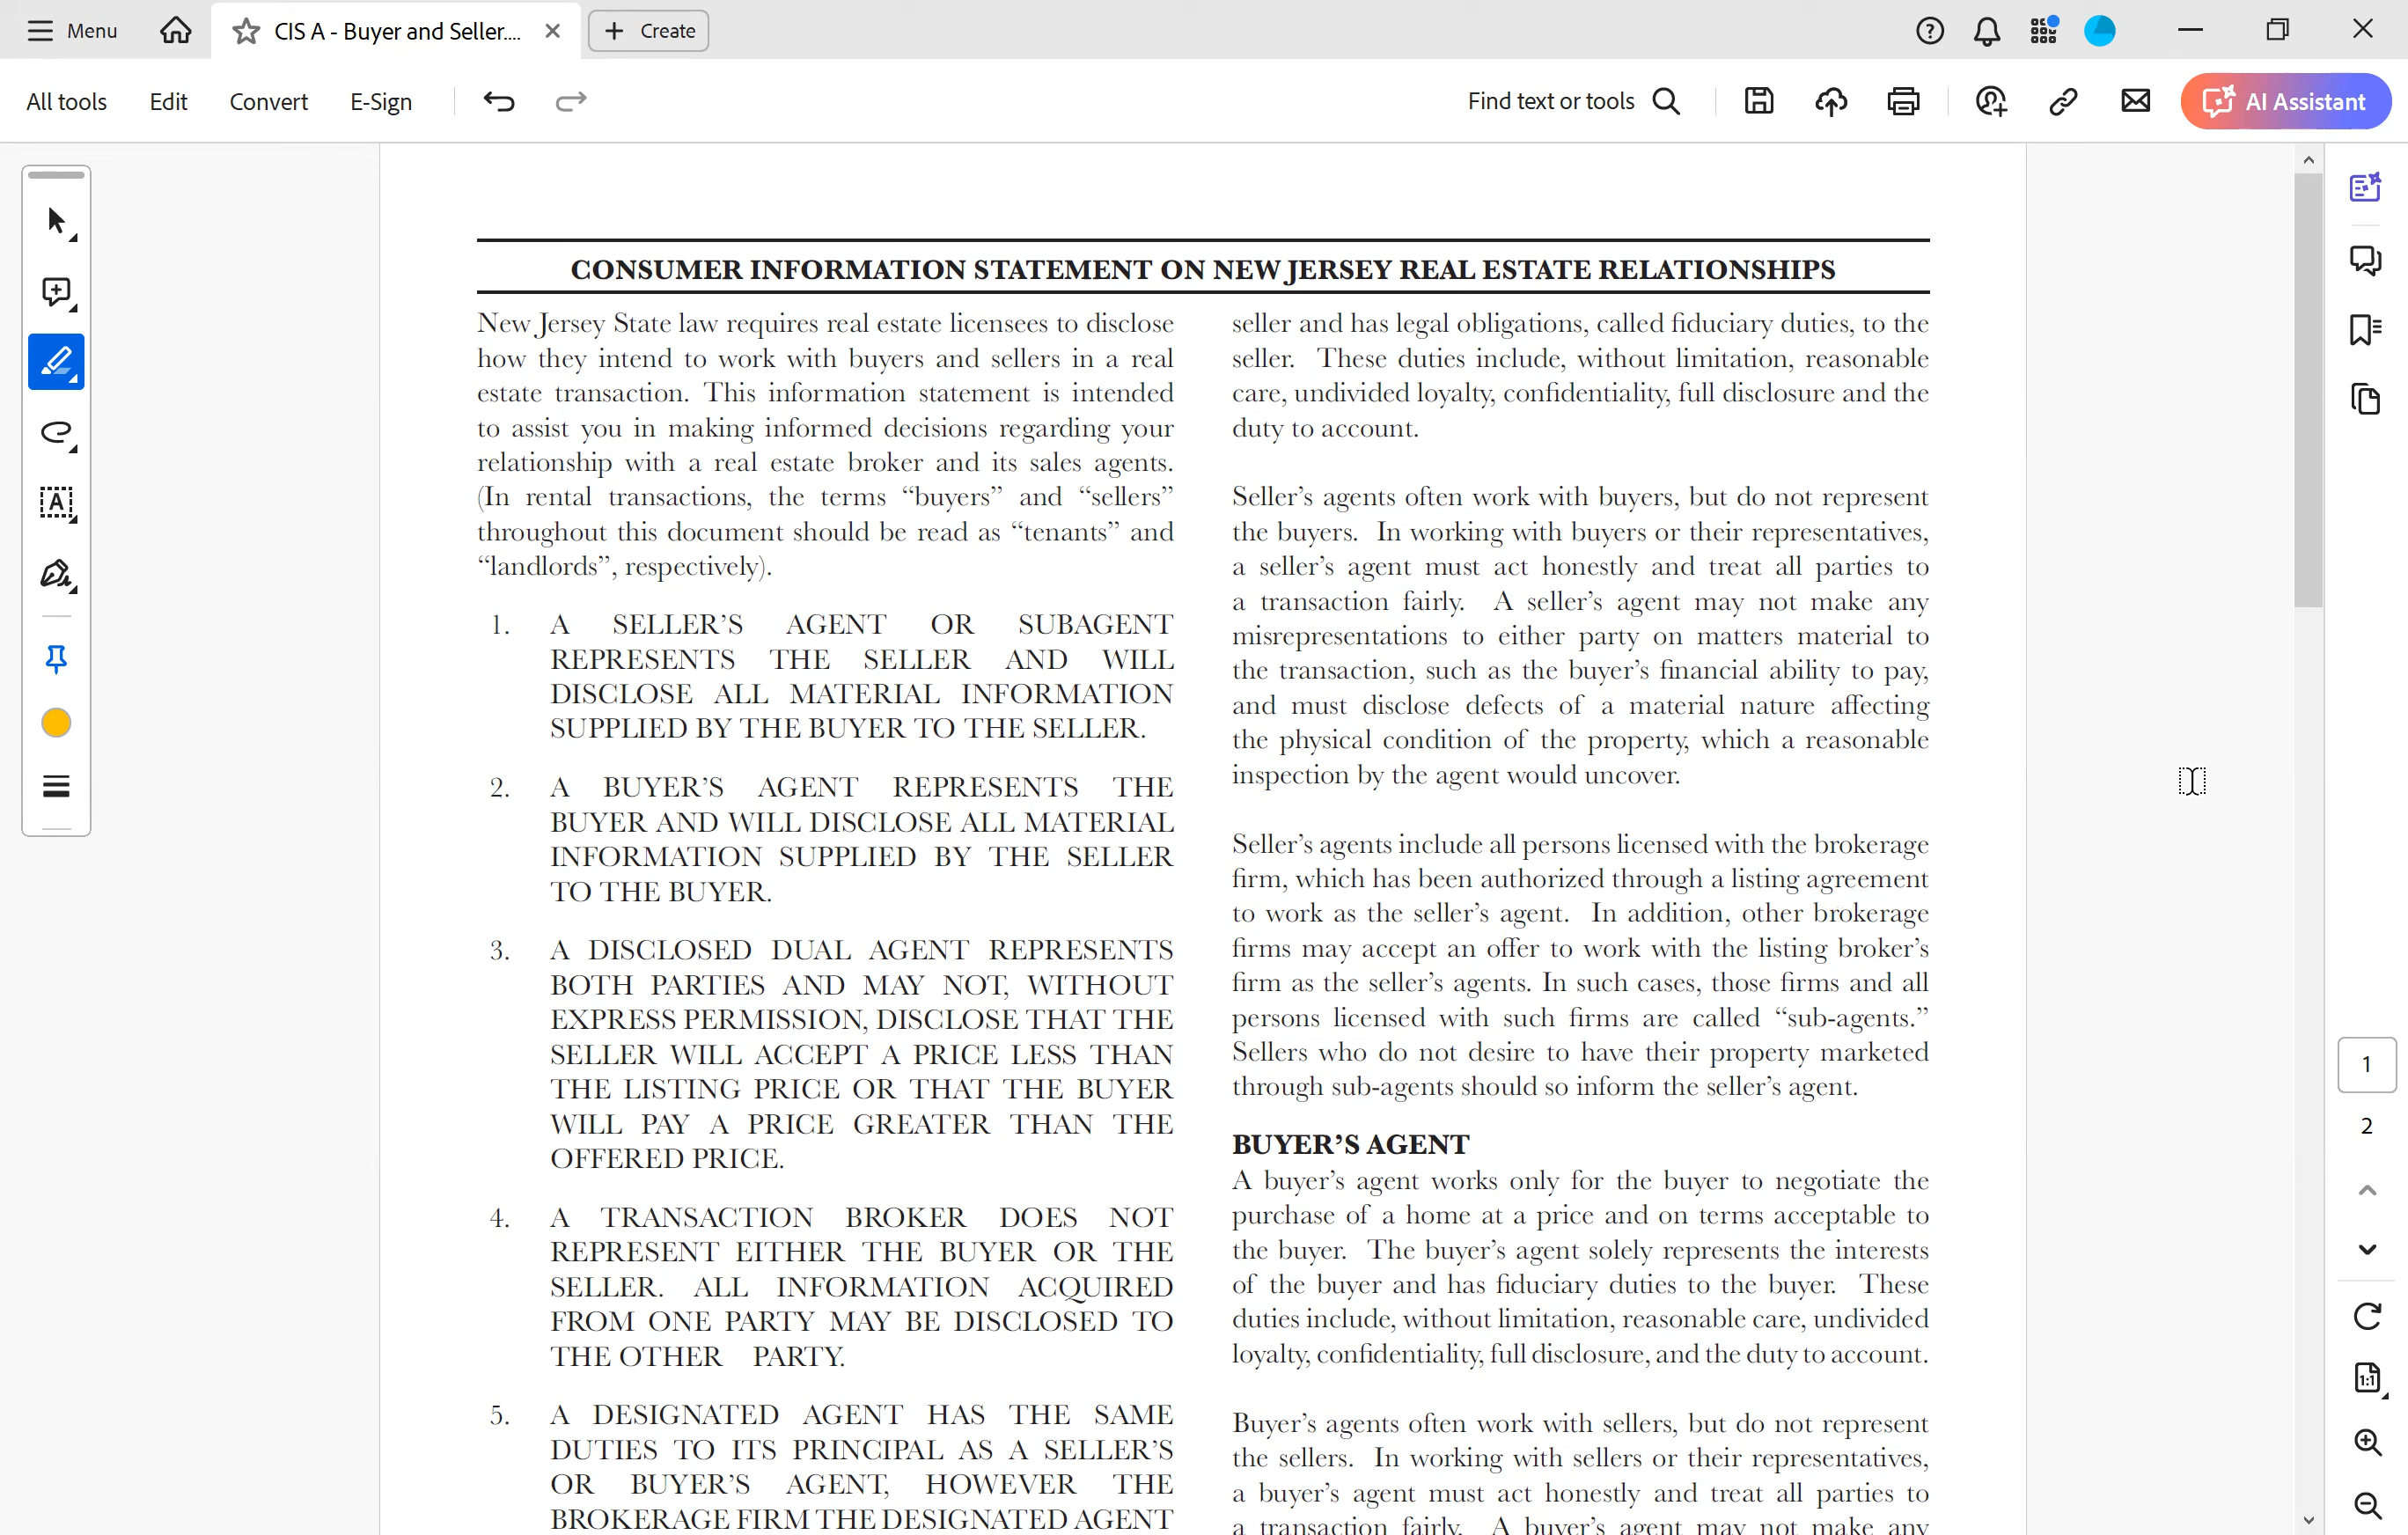 Menu
CIS A - Buyer and Seller....
Create
All tools
Edit
Convert
E-Sign
Find text or tools
AI Assistant
CONSUMER INFORMATION STATEMENT ON NEW JERSEY REAL ESTATE RELATIONSHIPS
New Jersey State law requires real estate licensees to disclose
how they intend to work with buyers and sellers in a real
estate transaction. This information statement is intended
to assist you in making informed decisions regarding your
relationship with a real estate broker and its sales agents.
(In rental transactions, the terms “buyers” and “sellers”
throughout this document should be read as “tenants” and
“landlords”, respectively).
1. A SELLER’S AGENT OR SUBAGENT
REPRESENTS THE SELLER AND WILL
DISCLOSE ALL MATERIAL INFORMATION
SUPPLIED BY THE BUYER TO THE SELLER.
2. A BUYER’S AGENT REPRESENTS THE
BUYER AND WILL DISCLOSE ALL MATERIAL
INFORMATION SUPPLIED BY THE SELLER
TO THE BUYER.
3. A DISCLOSED DUAL AGENT REPRESENTS
BOTH PARTIES AND MAY NOT, WITHOUT
EXPRESS PERMISSION, DISCLOSE THAT THE
SELLER WILL ACCEPT A PRICE LESS THAN
THE LISTING PRICE OR THAT THE BUYER
WILL PAY A PRICE GREATER THAN THE
OFFERED PRICE.
4. A TRANSACTION BROKER DOES NOT
REPRESENT EITHER THE BUYER OR THE
SELLER. ALL INFORMATION ACQUIRED
FROM ONE PARTY MAY BE DISCLOSED TO
THE OTHER PARTY.
5. A DESIGNATED AGENT HAS THE SAME
DUTIES TO ITS PRINCIPAL AS A SELLER’S
OR BUYER’S AGENT, HOWEVER THE
BROKERAGE FIRM THE DESIGNATED AGENT
seller and has legal obligations, called fiduciary duties, to the
seller. These duties include, without limitation, reasonable
care, undivided loyalty, confidentiality, full disclosure and the
duty to account.
Seller’s agents often work with buyers, but do not represent
the buyers. In working with buyers or their representatives,
a seller’s agent must act honestly and treat all parties to
a transaction fairly. A seller’s agent may not make any
misrepresentations to either party on matters material to
the transaction, such as the buyer’s financial ability to pay,
and must disclose defects of a material nature affecting
the physical condition of the property, which a reasonable
inspection by the agent would uncover.
Seller’s agents include all persons licensed with the brokerage
firm, which has been authorized through a listing agreement
to work as the seller’s agent. In addition, other brokerage
firms may accept an offer to work with the listing broker’s
firm as the seller’s agents. In such cases, those firms and all
persons licensed with such firms are called “sub-agents.”
Sellers who do not desire to have their property marketed
through sub-agents should so inform the seller’s agent.
BUYER’S AGENT
A buyer’s agent works only for the buyer to negotiate the
purchase of a home at a price and on terms acceptable to
the buyer. The buyer’s agent solely represents the interests
of the buyer and has fiduciary duties to the buyer. These
duties include, without limitation, reasonable care, undivided
loyalty, confidentiality, full disclosure, and the duty to account.
Buyer’s agents often work with sellers, but do not represent
the sellers. In working with sellers or their representatives,
a buyer’s agent must act honestly and treat all parties to
a transaction fairly. A buyer’s agent may not make any
1
2